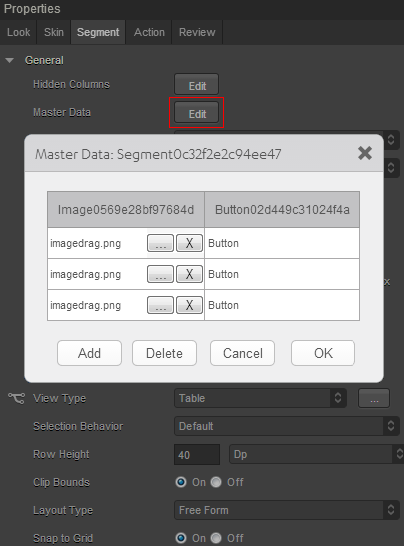 Properties
Look Skin Segment Action Review
General
Hidden Columns Edit
Master Data Edit
Master Data: Segment0c32f2e2c94ee47
Image0569e28bf97684d Button02d449c31024f4a
imagedrag.png ... X Button
imagedrag.png ... X Button
imagedrag.png ... X Button
Add Delete Cancel OK
View Type Table ...
Selection Behavior Default
Row Height 40 Dp
Clip Bounds On Off
Layout Type Free Form
Snap to Grid On Off